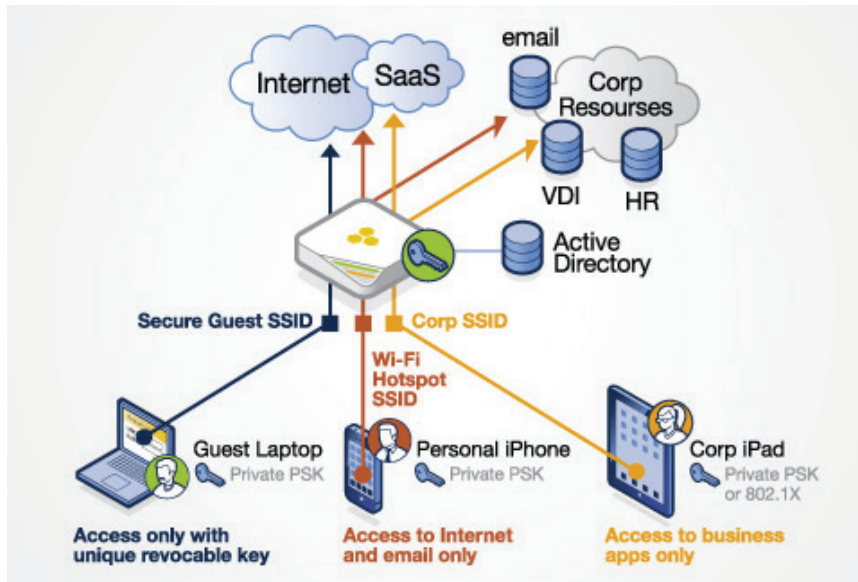 Internet
SaaS
email
Corp
Resourses
VDI
HR
Active
Directory
Secure Guest SSID
Corp SSID
Wi-Fi
Hotspot
SSID
Guest Laptop
Private PSK
Personal iPhone
Private PSK
Corp iPad
Private PSK
or 802.1X
Access only with
unique revocable key
Access to Internet
and email only
Access to business
apps only